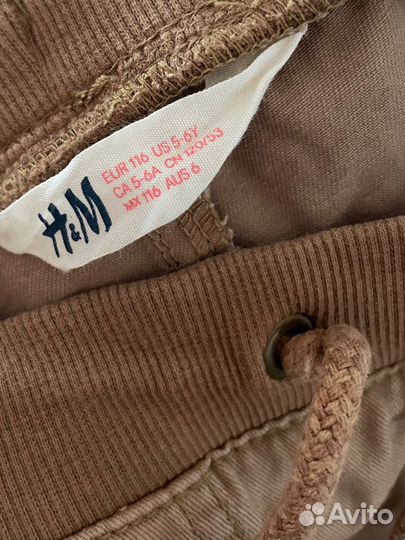 H&M
EUR 116 US 5-6Y
CA 5-6A CN 120/53
MX 116 AUS 6
Avito